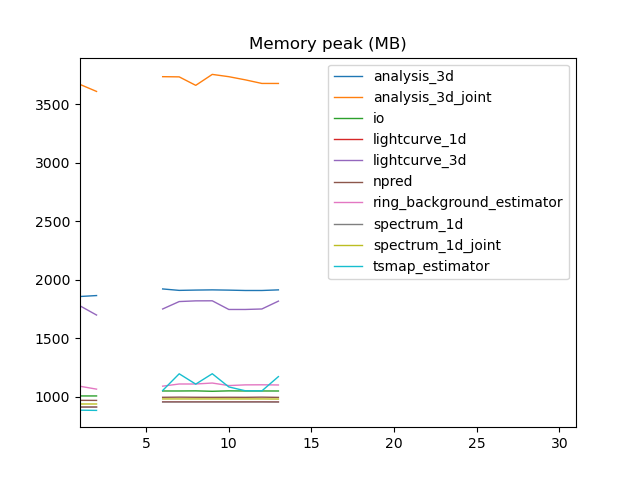 Memory peak (MB)
analysis_3d
analysis_3d_joint
io
lightcurve_1d
lightcurve_3d
npred
ring_background_estimator
spectrum_1d
spectrum_1d_joint
tsmap_estimator
3500
3000
2500
2000
1500
1000
5 10 15 20 25 30